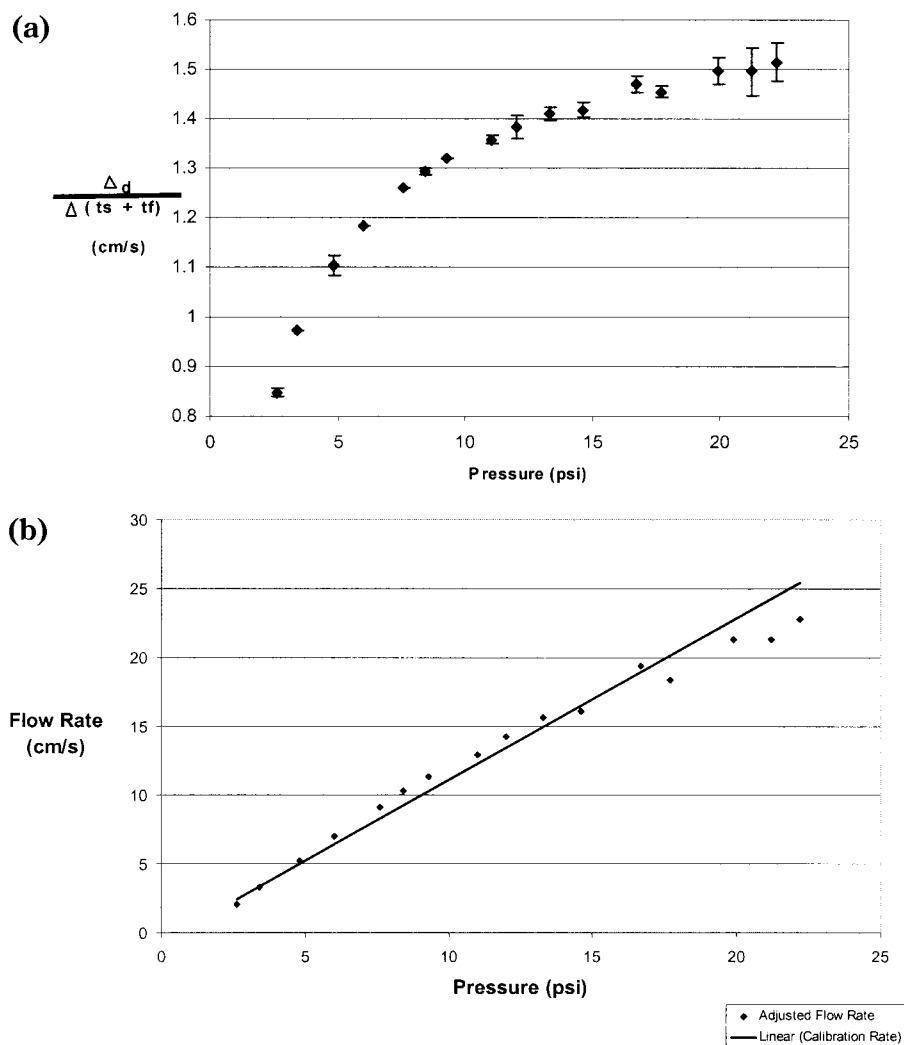 (a)
1.6
1.5
1.4
1.3
1.2
1.1
1
0.9
0.8
Δ d
Δ ( ts + tf)
(cm/s)
0 5 10 15 20 25
Pressure (psi)
(b)
30
25
20
15
10
5
0
Flow Rate
(cm/s)
0 5 10 15 20 25
Pressure (psi)
Adjusted Flow Rate
Linear (Calibration Rate)